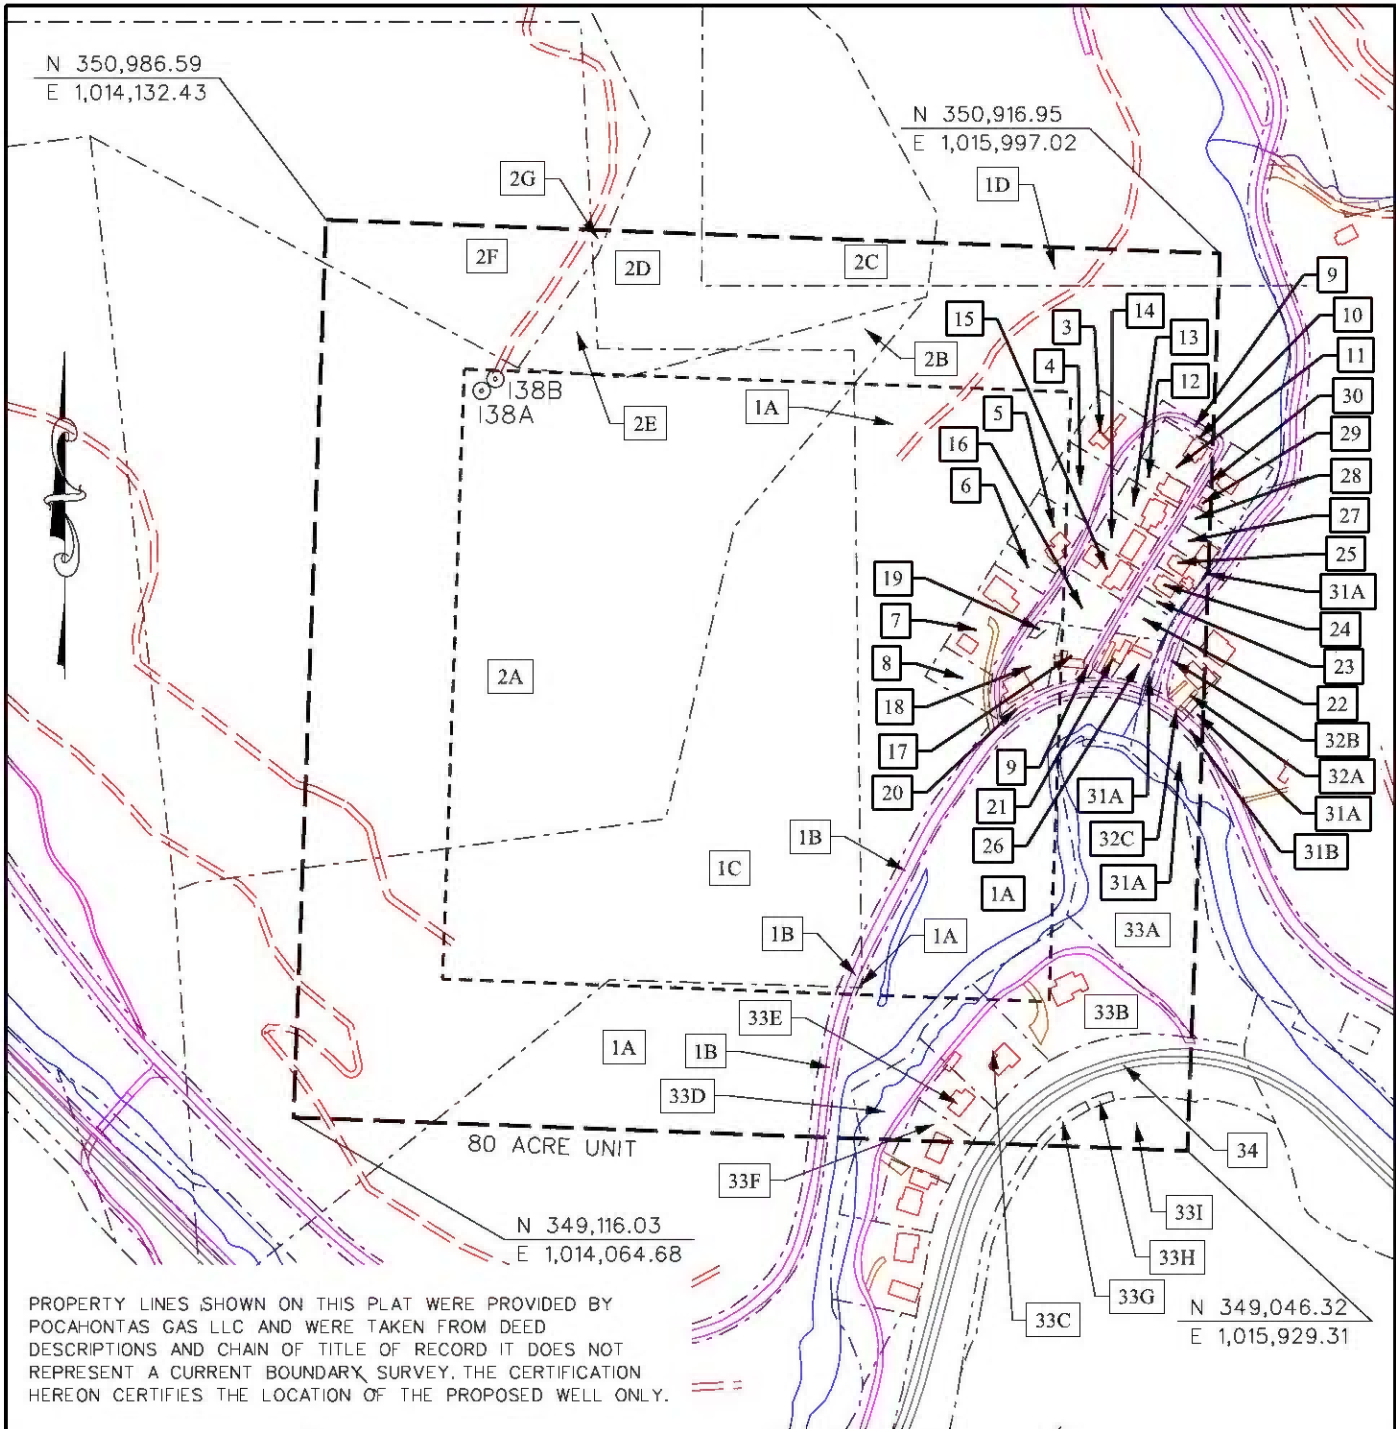 N 350,986.59
E 1,014,132.43
N 350,916.95
E 1,015,997.02
2G
1D
2F
2D
2C
9
15
3
14
10
13
4
11
12
2B
30
138B
138A
5
1A
2E
29
16
28
6
27
25
19
31A
7
24
8
23
2A
18
22
17
32B
9
32A
20
21
31A
31A
1B
26
32C
31B
1C
1A
31A
1B
1A
33A
33E
33B
1A
1B
33D
80 ACRE UNIT
34
33F
33I
N 349,116.03
E 1,014,064.68
33H
33G
33C
N 349,046.32
E 1,015,929.31
PROPERTY LINES SHOWN ON THIS PLAT WERE PROVIDED BY
POCAHONTAS GAS LLC AND WERE TAKEN FROM DEED
DESCRIPTIONS AND CHAIN OF TITLE OF RECORD IT DOES NOT
REPRESENT A CURRENT BOUNDARY SURVEY. THE CERTIFICATION
HEREON CERTIFIES THE LOCATION OF THE PROPOSED WELL ONLY.